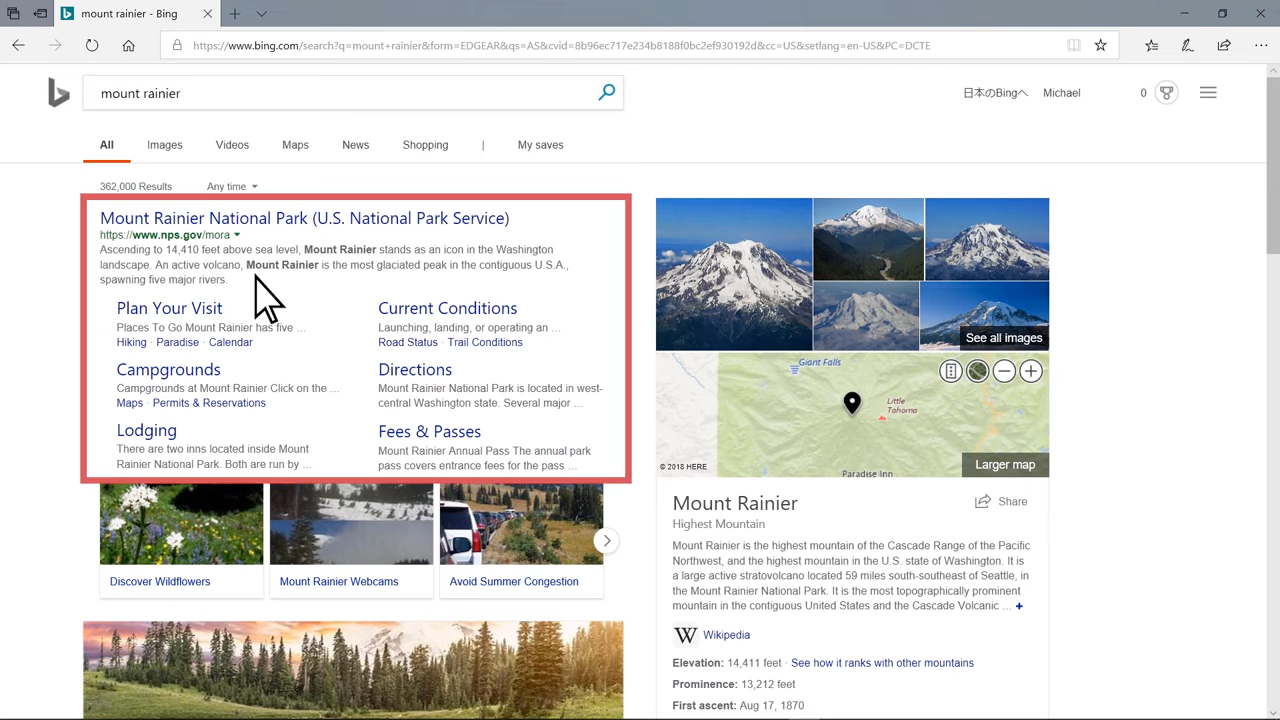 mount rainier - Bing
https://www.bing.com/search?q=mount+rainier&form=EDGEAR&qs=AS&cvid=8b96ec717e234b8188f0bc2ef930192d&cc=US&setlang=en-US&PC=DCTE
mount rainier
日本のBingへ Michael 0
All Images Videos Maps News Shopping | My saves
362,000 Results Any time
Mount Rainier National Park (U.S. National Park Service)
https://www.nps.gov/mora
Ascending to 14,410 feet above sea level, Mount Rainier stands as an icon in the Washington
landscape. An active volcano, Mount Rainier is the most glaciated peak in the contiguous U.S.A.,
spawning five major rivers.
Plan Your Visit
Places To Go Mount Rainier has five ...
Hiking · Paradise · Calendar
Current Conditions
Launching, landing, or operating an ...
Road Status · Trail Conditions
Campgrounds
Campgrounds at Mount Rainier Click on the ...
Maps · Permits & Reservations
Directions
Mount Rainier National Park is located in west-
central Washington state. Several major ...
Lodging
There are two inns located inside Mount
Rainier National Park. Both are run by ...
Fees & Passes
Mount Rainier Annual Pass The annual park
pass covers entrance fees for the pass ...
Discover Wildflowers
Mount Rainier Webcams
Avoid Summer Congestion
See all images
Giant Falls
Little
Tahoma
© 2018 HERE
Paradise Inn
Larger map
Mount Rainier
Share
Highest Mountain
Mount Rainier is the highest mountain of the Cascade Range of the Pacific
Northwest, and the highest mountain in the U.S. state of Washington. It is
a large active stratovolcano located 59 miles south-southeast of Seattle, in
the Mount Rainier National Park. It is the most topographically prominent
mountain in the contiguous United States and the Cascade Volcanic ... +
W Wikipedia
Elevation: 14,411 feet · See how it ranks with other mountains
Prominence: 13,212 feet
First ascent: Aug 17, 1870